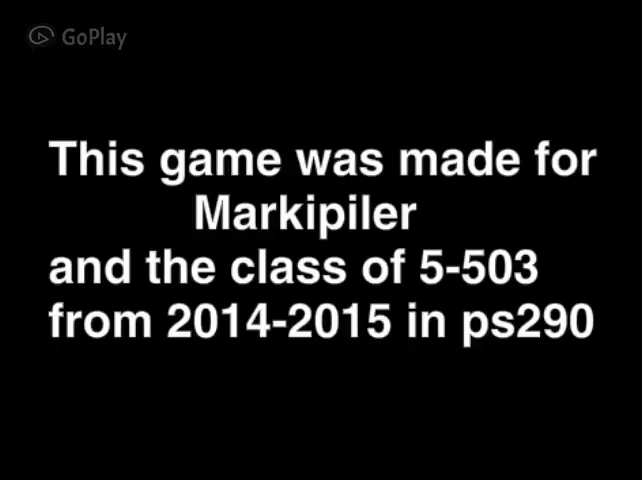 GoPlay
This game was made for
Markipiler
and the class of 5-503
from 2014-2015 in ps290